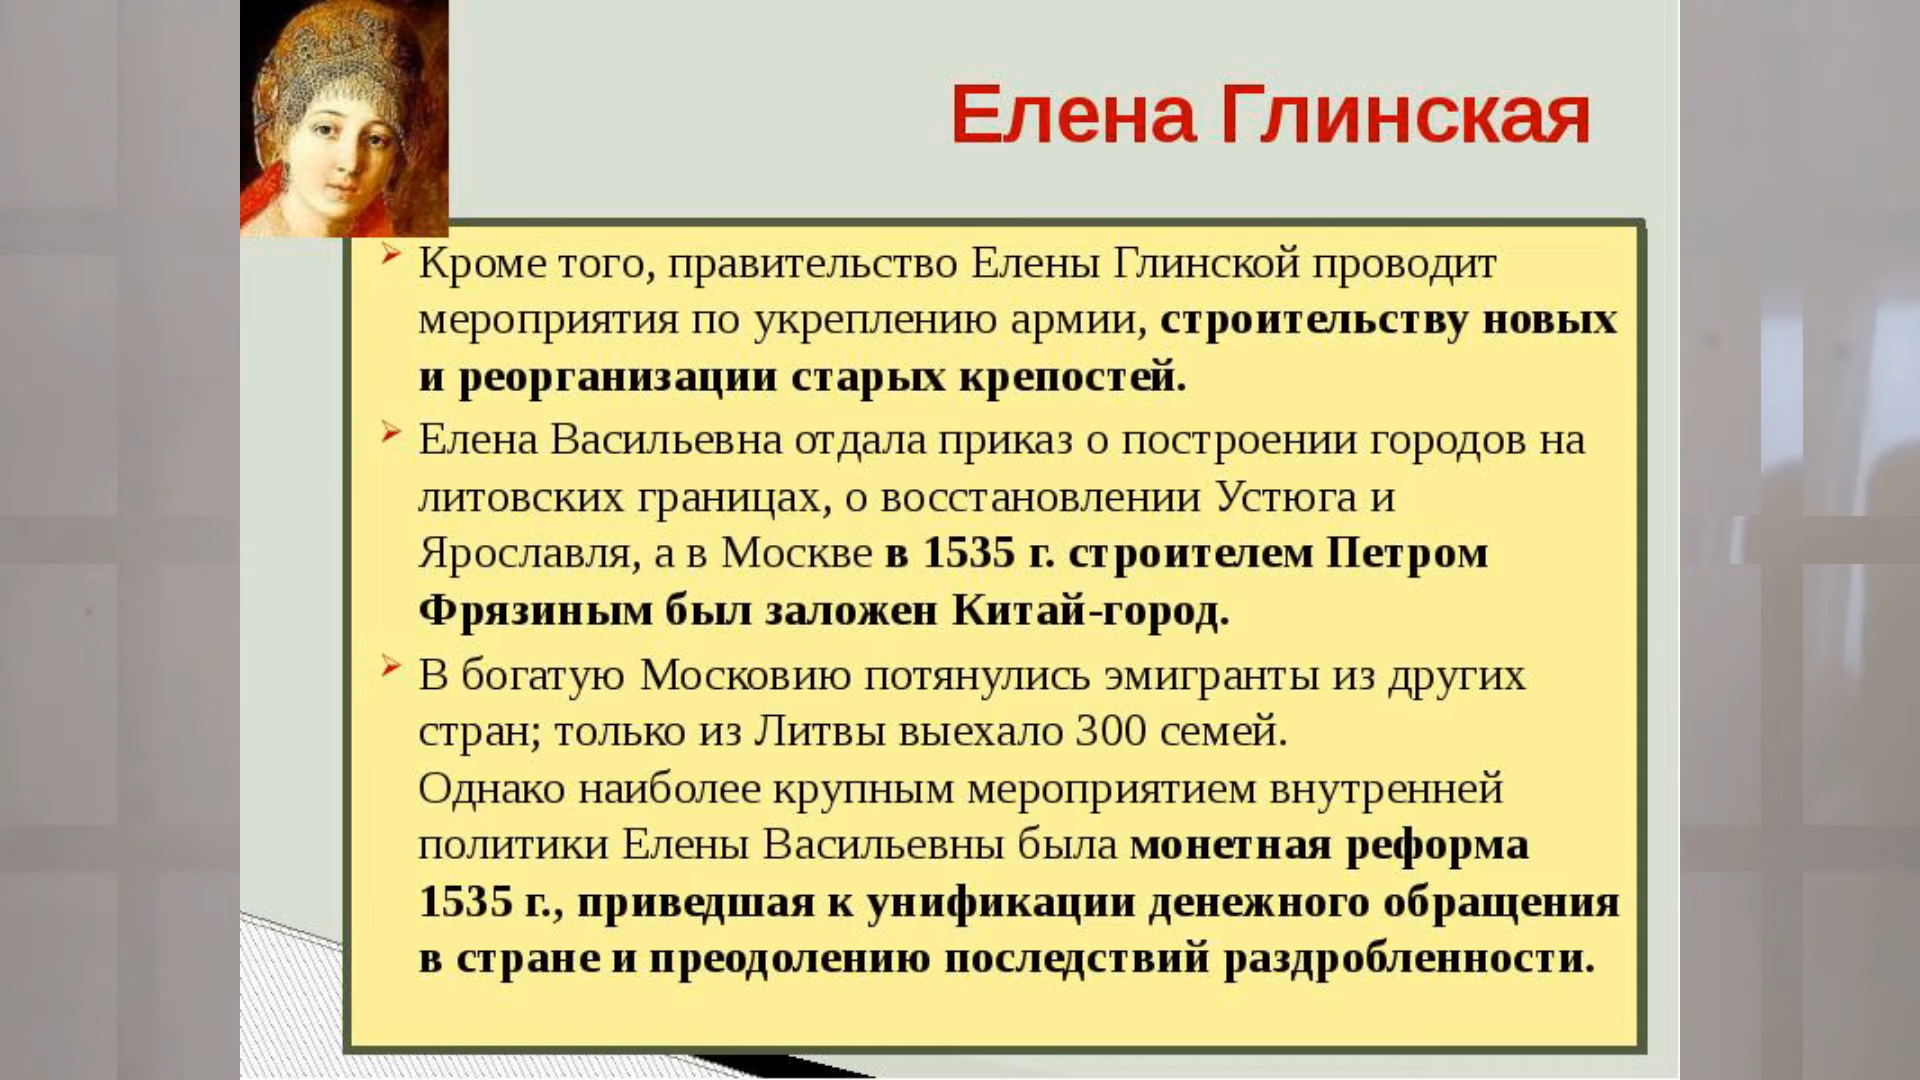 Елена Глинская
Кроме того, правительство Елены Глинской проводит
мероприятия по укреплению армии, строительству новых
и реорганизации старых крепостей.
Елена Васильевна отдала приказ о построении городов на
литовских границах, о восстановлении Устюга и
Ярославля, а в Москве в 1535 г. строителем Петром
Фрязиным был заложен Китай-город.
В богатую Московию потянулись эмигранты из других
стран; только из Литвы выехало 300 семей.
Однако наиболее крупным мероприятием внутренней
политики Елены Васильевны была монетная реформа
1535 г., приведшая к унификации денежного обращения
в стране и преодолению последствий раздробленности.